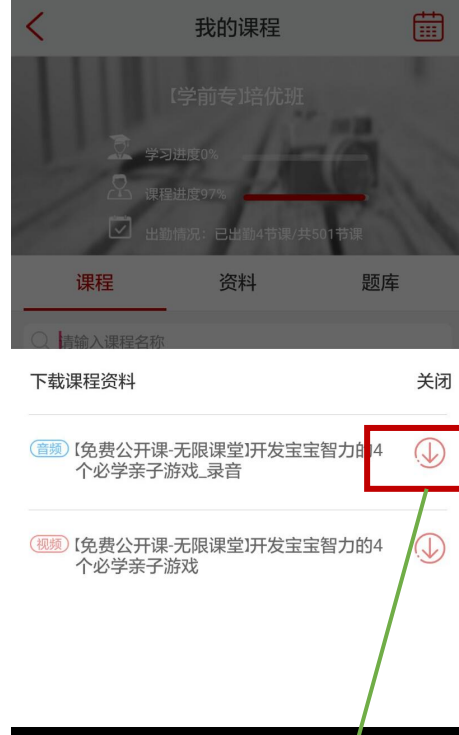 我的课程
【学前专】培优班
学习进度0%
课程进度97%
出勤情况：已出勤4节课/共501节课
课程
资料
题库
请输入课程名称
下载课程资料
关闭
音频
【免费公开课-无限课堂】开发宝宝智力的4
个必学亲子游戏_录音
视频
【免费公开课-无限课堂】开发宝宝智力的4
个必学亲子游戏